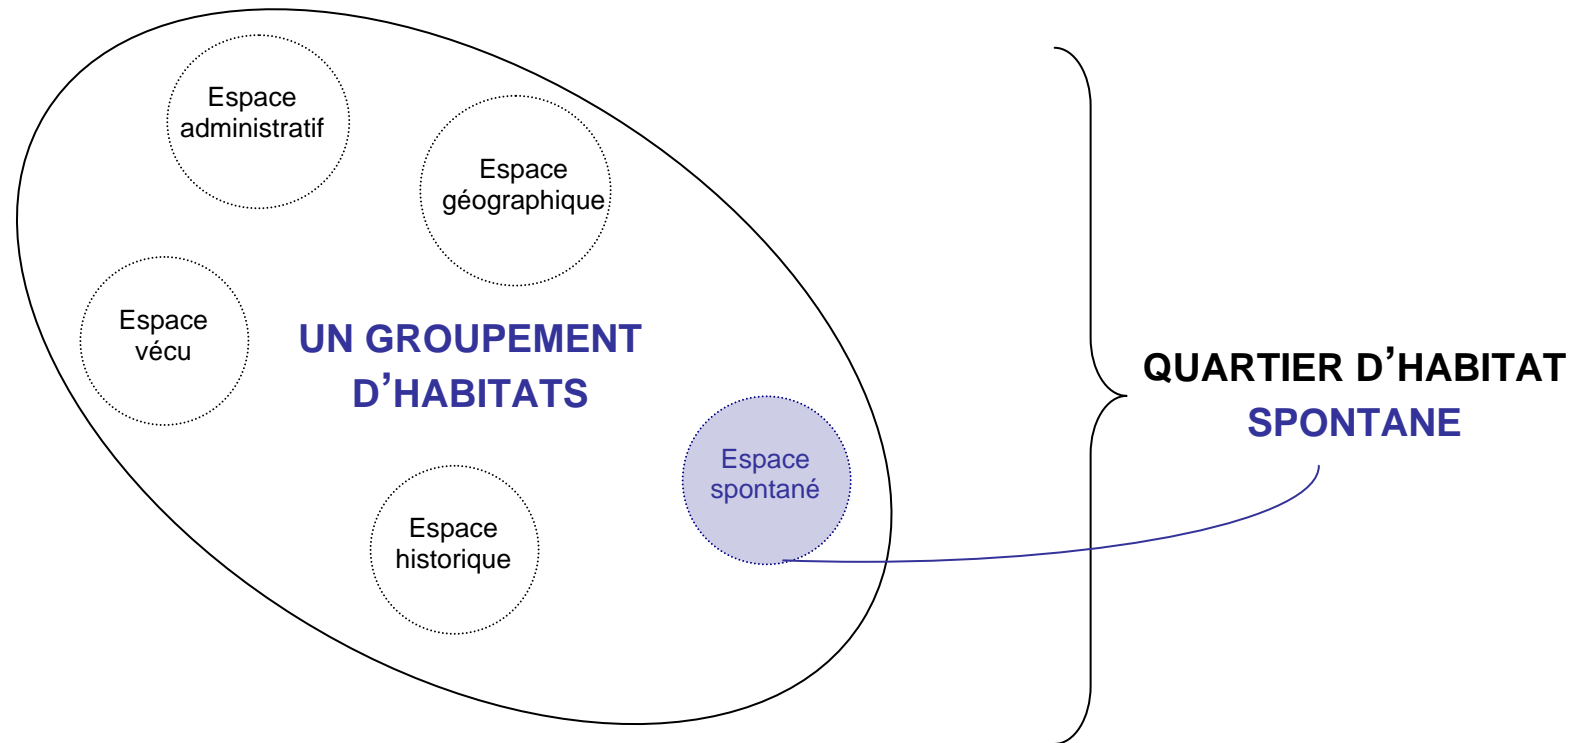 Espace
administratif
Espace
géographique
Espace
vécu
UN GROUPEMENT
D’HABITATS
Espace
spontané
Espace
historique
QUARTIER D’HABITAT
SPONTANE